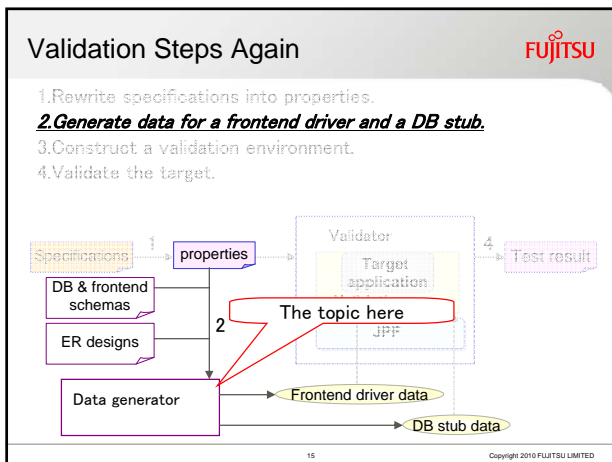 Validation Steps Again
FUJITSU
1.Rewrite specifications into properties.
2.Generate data for a frontend driver and a DB stub.
3.Construct a validation environment.
4.Validate the target.
Validator
Specifications
1
properties
4
Test result
Target
application
DB & frontend
schemas
2
The topic here
JPF
ER designs
Data generator
Frontend driver data
DB stub data
15
Copyright 2010 FUJITSU LIMITED